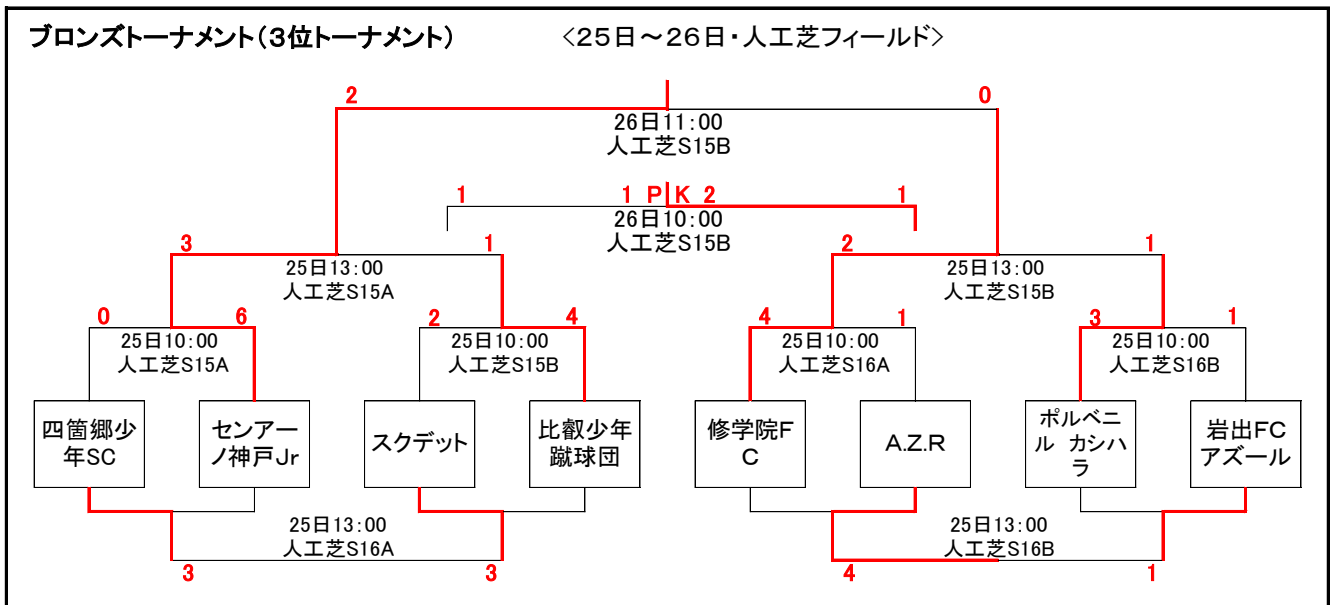 ブロンズトーナメント(3位トーナメント) <25日~26日・人工芝フィールド>
2 0
26日11:00
人工芝S15B
1 1 P K 2 1
26日10:00
人工芝S15B
3 1 2 1
25日13:00 25日13:00
人工芝S15A 人工芝S15B
0 6 2 4 4 1 3 1
25日10:00 25日10:00 25日10:00 25日10:00
人工芝S15A 人工芝S15B 人工芝S16A 人工芝S16B
四箇郷少
年SC
センアー
ノ神戸Jr
スクデット
比叡少年
蹴球団
修学院F
C
A.Z.R
ポルベニ
ル カシハ
ラ
岩出FC
アズール
25日13:00 25日13:00
人工芝S16A 人工芝S16B
3 3 4 1